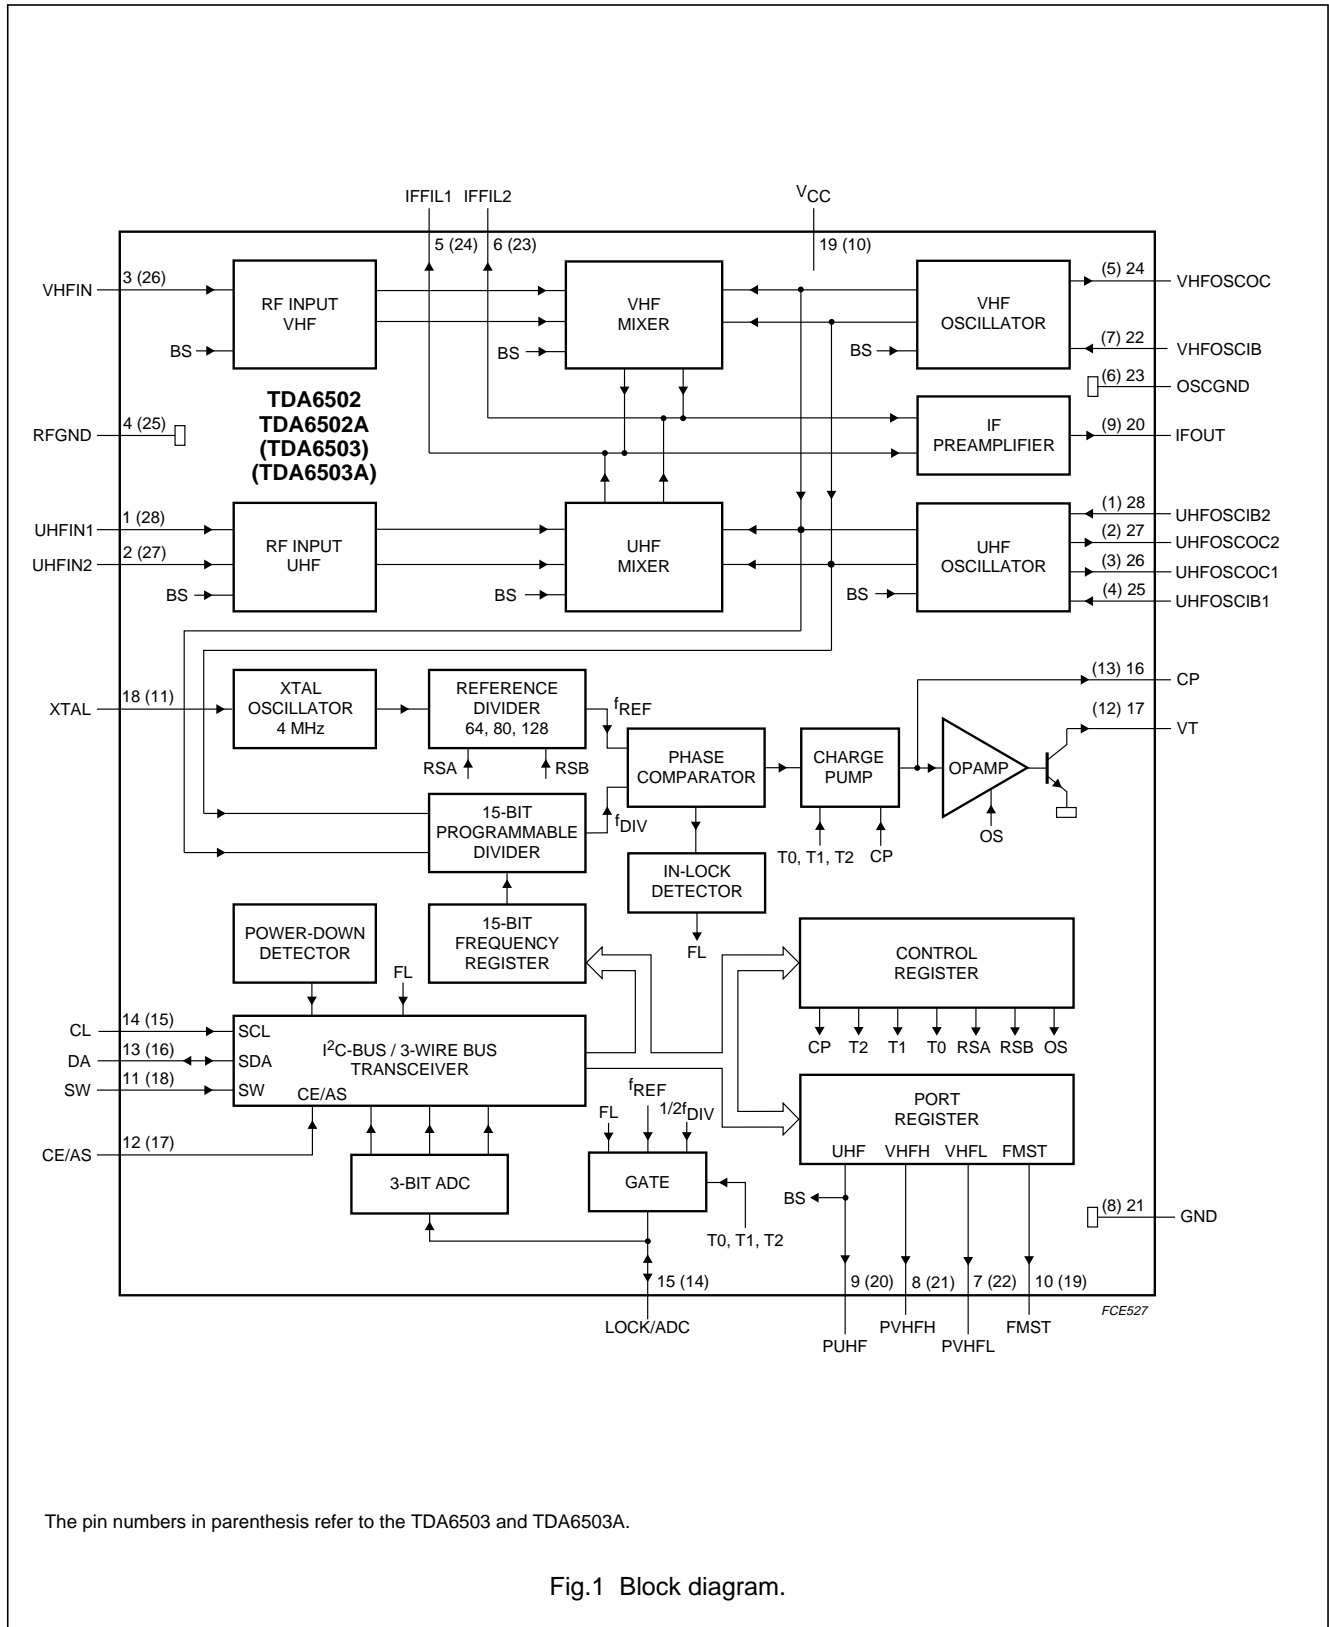 IFFIL1 IFFIL2 VCC
5 (24) 6 (23) 19 (10)
VHFIN 3 (26) RF INPUT VHF BS
VHF MIXER BS
VHF OSCILLATOR BS
(5) 24 VHFOSCOC
(7) 22 VHFOSCIB
(6) 23 OSCGND
TDA6502
TDA6502A
(TDA6503)
(TDA6503A)
RFGND 4 (25)
IF PREAMPLIFIER
(9) 20 IFOUT
UHFIN1 1 (28)
UHFIN2 2 (27)
RF INPUT UHF BS
UHF MIXER BS
UHF OSCILLATOR BS
(1) 28 UHFOSCIB2
(2) 27 UHFOSCOC2
(3) 26 UHFOSCOC1
(4) 25 UHFOSCIB1
XTAL 18 (11)
XTAL OSCILLATOR 4 MHz
REFERENCE DIVIDER 64, 80, 128
RSA RSB
fREF
PHASE COMPARATOR
CHARGE PUMP
T0, T1, T2 CP
OPAMP
OS
(13) 16 CP
(12) 17 VT
15-BIT PROGRAMMABLE DIVIDER
fDIV
IN-LOCK DETECTOR
FL
POWER-DOWN DETECTOR
15-BIT FREQUENCY REGISTER
FL
CONTROL REGISTER
CP T2 T1 T0 RSA RSB OS
CL 14 (15) SCL
DA 13 (16) SDA
SW 11 (18) SW
I2C-BUS / 3-WIRE BUS TRANSCEIVER
CE/AS
CE/AS 12 (17)
3-BIT ADC
FL fREF 1/2fDIV
GATE
T0, T1, T2
PORT REGISTER
UHF VHFH VHFL FMST
BS
(8) 21 GND
15 (14) 9 (20) 8 (21) 7 (22) 10 (19)
LOCK/ADC PUHF PVHFH PVHFL FMST
FCE527
The pin numbers in parenthesis refer to the TDA6503 and TDA6503A.
Fig.1 Block diagram.